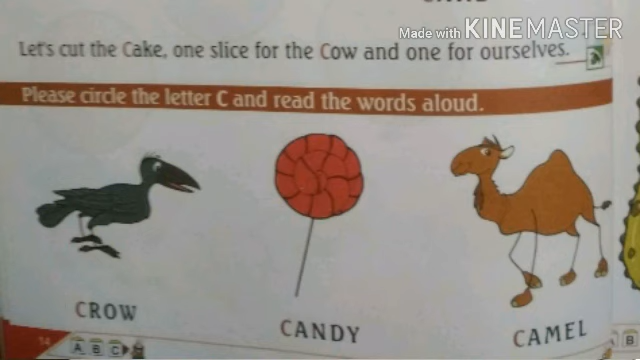 Made with KINEMASTER
Let's cut the Cake, one slice for the Cow and one for ourselves.
Please circle the letter C and read the words aloud.
CROW
CANDY
CAMEL
14
A B C
B